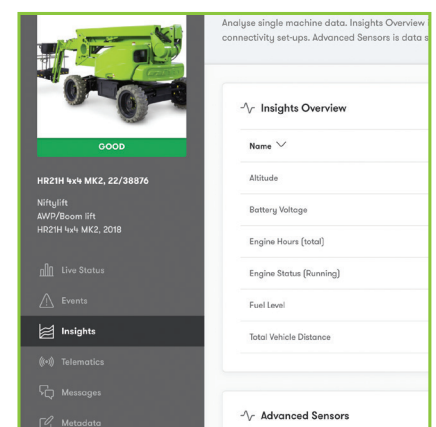 Analyse single machine data. Insights Overview
connectivity set-ups. Advanced Sensors is data
GOOD
HR21H 4x4 MK2, 22/38876
Niftylift
AWP/Boom lift
HR21H 4x4 MK2, 2018
Live Status
Events
Insights
Telematics
Messages
Metadata
Insights Overview
Name
Altitude
Battery Voltage
Engine Hours (total)
Engine Status (Running)
Fuel Level
Total Vehicle Distance
Advanced Sensors